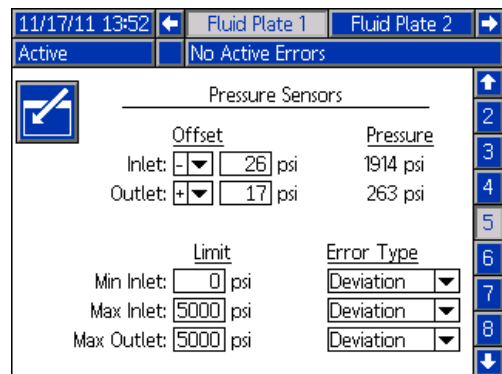 11/17/11 13:52 Fluid Plate 1 Fluid Plate 2
Active No Active Errors
Pressure Sensors
Offset Pressure
Inlet: - 26 psi 1914 psi
Outlet: + 17 psi 263 psi
Limit Error Type
Min Inlet: 0 psi Deviation
Max Inlet: 5000 psi Deviation
Max Outlet: 5000 psi Deviation
2
3
4
5
6
7
8